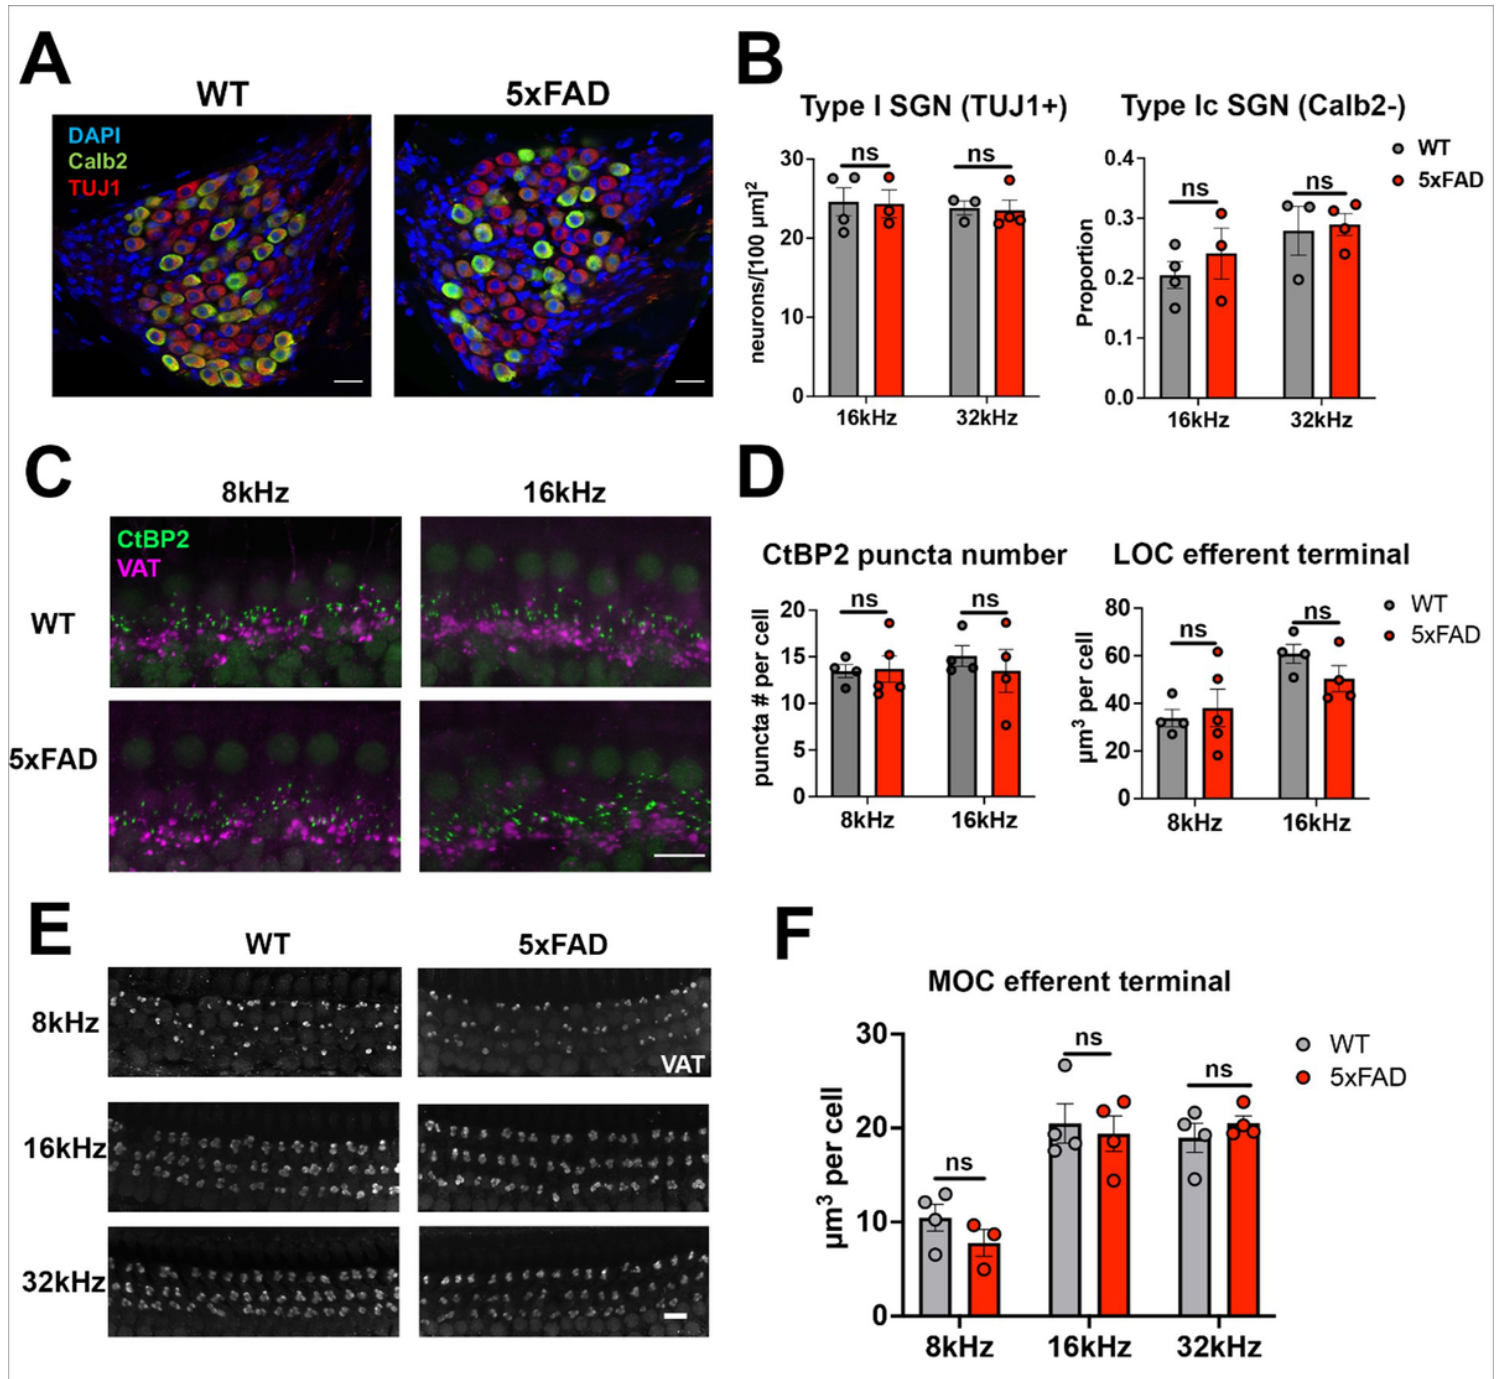 A
WT
5xFAD
DAPI
Calb2
TUJ1
B
Type I SGN (TUJ1+)
Type Ic SGN (Calb2-)
WT
5xFAD
neurons/[100 µm]²
30
20
10
0
ns
ns
16kHz
32kHz
Proportion
0.4
0.3
0.2
0.1
0.0
ns
ns
16kHz
32kHz
C
8kHz
16kHz
CtBP2
VAT
WT
5xFAD
D
CtBP2 puncta number
LOC efferent terminal
WT
5xFAD
puncta # per cell
20
15
10
5
0
ns
ns
8kHz
16kHz
µm³ per cell
80
60
40
20
0
ns
ns
8kHz
16kHz
E
WT
5xFAD
8kHz
VAT
16kHz
32kHz
F
MOC efferent terminal
WT
5xFAD
µm³ per cell
30
20
10
0
ns
ns
ns
8kHz
16kHz
32kHz